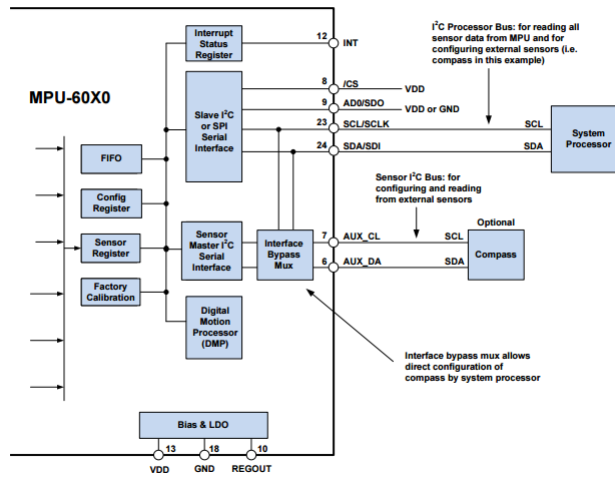 MPU-60X0
Interrupt
Status
Register
12
INT
Slave I²C
or SPI
Serial
Interface
8
/CS
VDD
9
AD0/SDO
VDD or GND
23
SCL/SCLK
SCL
24
SDA/SDI
SDA
System
Processor
I²C Processor Bus: for reading all
sensor data from MPU and for
configuring external sensors (i.e.
compass in this example)
FIFO
Config
Register
Sensor
Register
Factory
Calibration
Sensor
Master I²C
Serial
Interface
Interface
Bypass
Mux
7
AUX_CL
SCL
6
AUX_DA
SDA
Optional
Compass
Sensor I²C Bus: for
configuring and reading
from external sensors
Digital
Motion
Processor
(DMP)
Interface bypass mux allows
direct configuration of
compass by system processor
Bias & LDO
13
18
10
VDD
GND
REGOUT